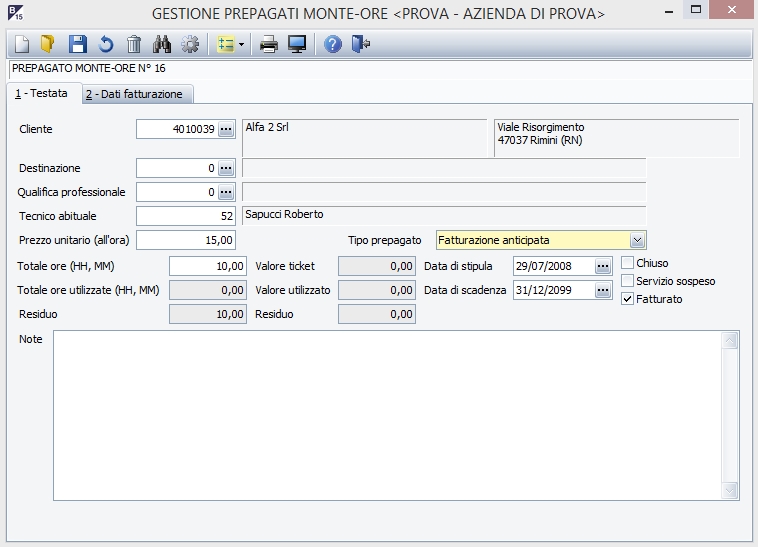 B 15 GESTIONE PREPAGATI MONTE-ORE <PROVA - AZIENDA DI PROVA>
PREPAGATO MONTE-ORE N° 16
1 - Testata 2 - Dati fatturazione
Cliente 4010039 ... Alfa 2 Srl Viale Risorgimento
47037 Rimini (RN)
Destinazione 0 ...
Qualifica professionale 0 ...
Tecnico abituale 52 Sapucci Roberto
Prezzo unitario (all'ora) 15,00 Tipo prepagato Fatturazione anticipata
Totale ore (HH, MM) 10,00 Valore ticket 0,00 Data di stipula 29/07/2008 ... Chiuso
Servizio sospeso
Totale ore utilizzate (HH, MM) 0,00 Valore utilizzato 0,00 Data di scadenza 31/12/2099 ...
Fatturato
Residuo 10,00 Residuo 0,00
Note